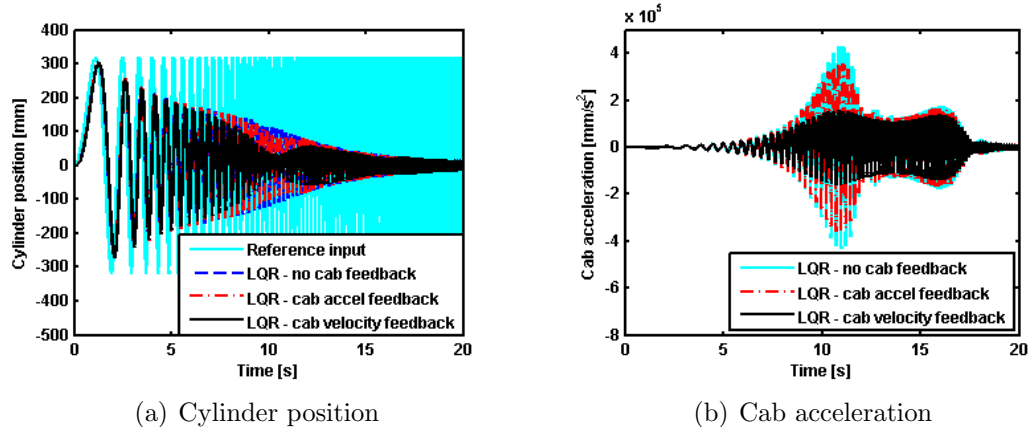 400
300
200
100
0
-100
-200
-300
-400
-500
Cylinder position [mm]
Reference input
LQR - no cab feedback
LQR - cab accel feedback
LQR - cab velocity feedback
0 5 10 15 20
Time [s]
(a) Cylinder position
x 10⁵
4
2
0
-2
-4
-6
-8
Cab acceleration [mm/s²]
LQR - no cab feedback
LQR - cab accel feedback
LQR - cab velocity feedback
0 5 10 15 20
Time [s]
(b) Cab acceleration